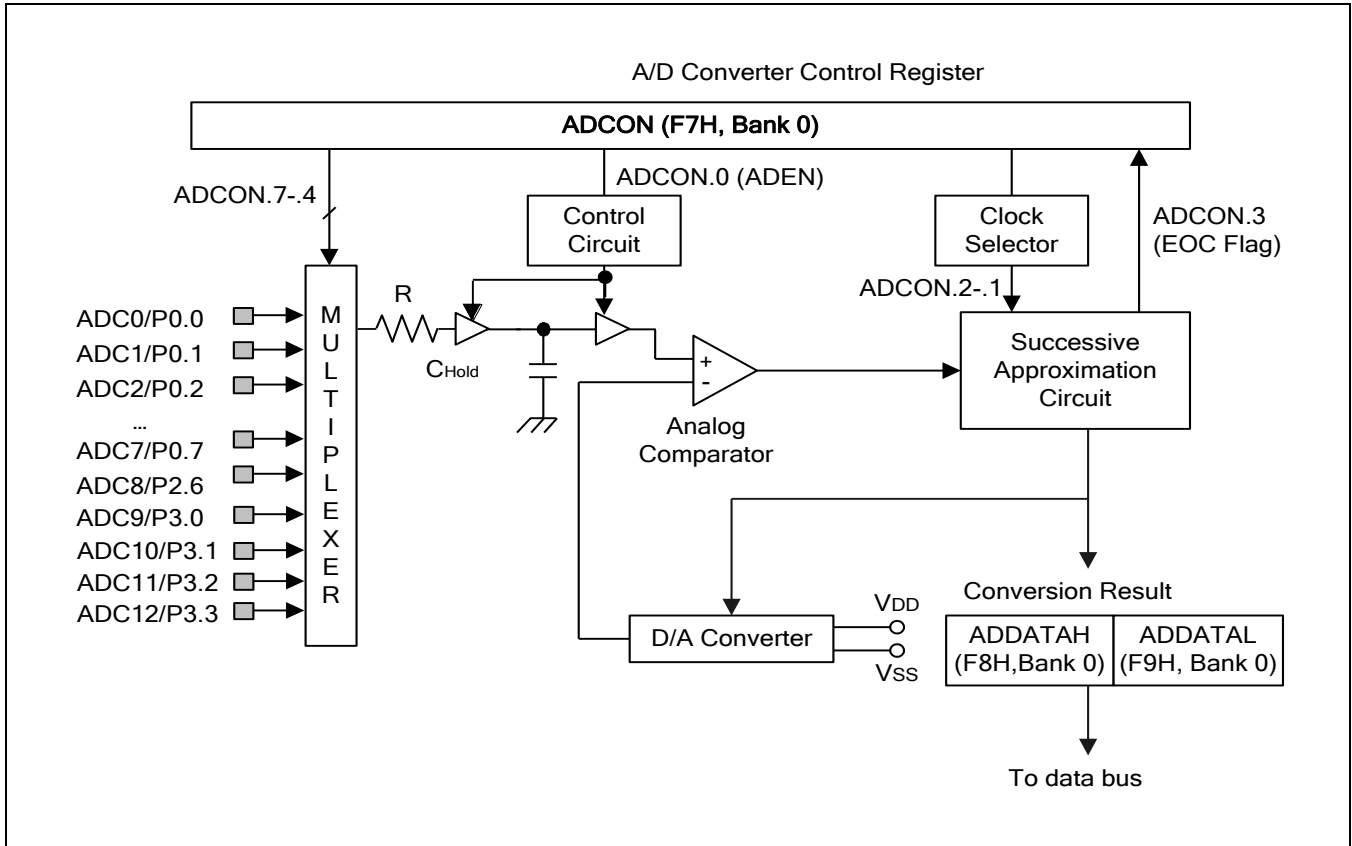 A/D Converter Control Register
ADCON (F7H, Bank 0)
ADCON.7-.4
ADCON.0 (ADEN)
Control
Circuit
Clock
Selector
ADCON.3
(EOC Flag)
ADCON.2-.1
ADC0/P0.0
ADC1/P0.1
ADC2/P0.2
...
ADC7/P0.7
ADC8/P2.6
ADC9/P3.0
ADC10/P3.1
ADC11/P3.2
ADC12/P3.3
M
U
L
T
I
P
L
E
X
E
R
R
CHold
+
-
Analog
Comparator
Successive
Approximation
Circuit
D/A Converter
VDD
VSS
Conversion Result
ADDATAH
(F8H,Bank 0)
ADDATAL
(F9H, Bank 0)
To data bus